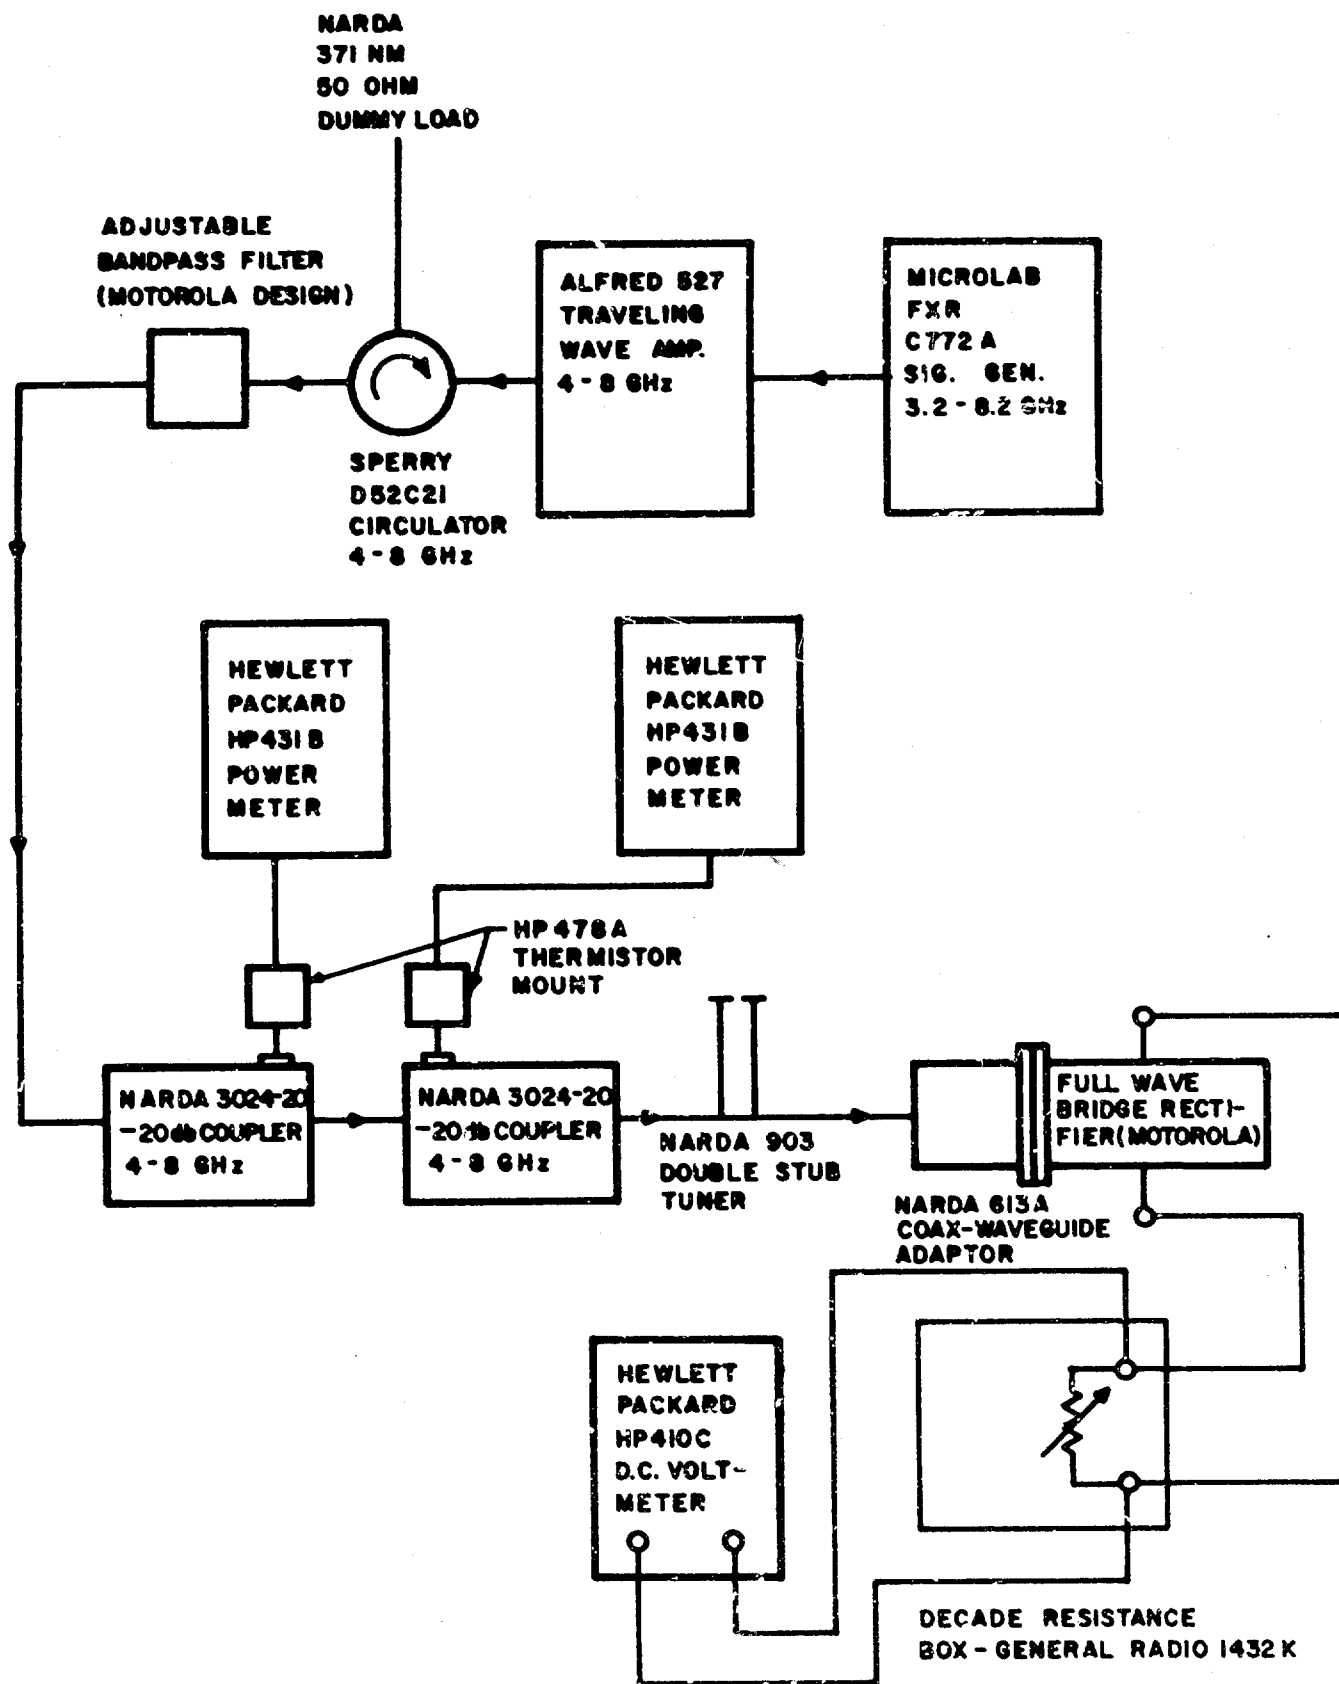 NARDA
371 NM
50 OHM
DUMMY LOAD
ADJUSTABLE
BANDPASS FILTER
(MOTOROLA DESIGN)
ALFRED 527
TRAVELING
WAVE AMP.
4-8 GHz
MICROLAB
FXR
C772A
SIG. GEN.
3.2-8.2 GHz
SPERRY
D52C21
CIRCULATOR
4-8 GHz
HEWLETT
PACKARD
HP431B
POWER
METER
HEWLETT
PACKARD
HP431B
POWER
METER
HP478A
THERMISTOR
MOUNT
NARDA 3024-20
-20db COUPLER
4-8 GHz
NARDA 3024-20
-20db COUPLER
4-8 GHz
NARDA 903
DOUBLE STUB
TUNER
FULL WAVE
BRIDGE RECTI-
FIER(MOTOROLA)
NARDA 613A
COAX-WAVEGUIDE
ADAPTOR
HEWLETT
PACKARD
HP410C
D.C. VOLT-
METER
DECADE RESISTANCE
BOX-GENERAL RADIO 1432K